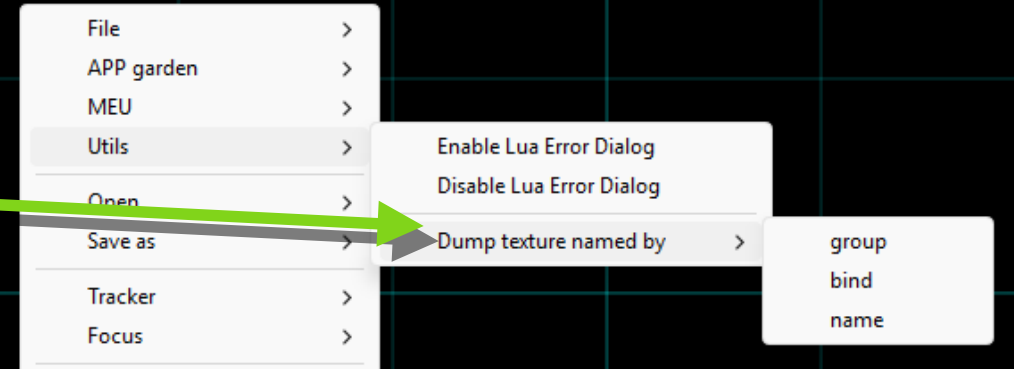 File
APP garden
MEU
Utils
Open
Save as
Tracker
Focus
Enable Lua Error Dialog
Disable Lua Error Dialog
Dump texture named by
group
bind
name